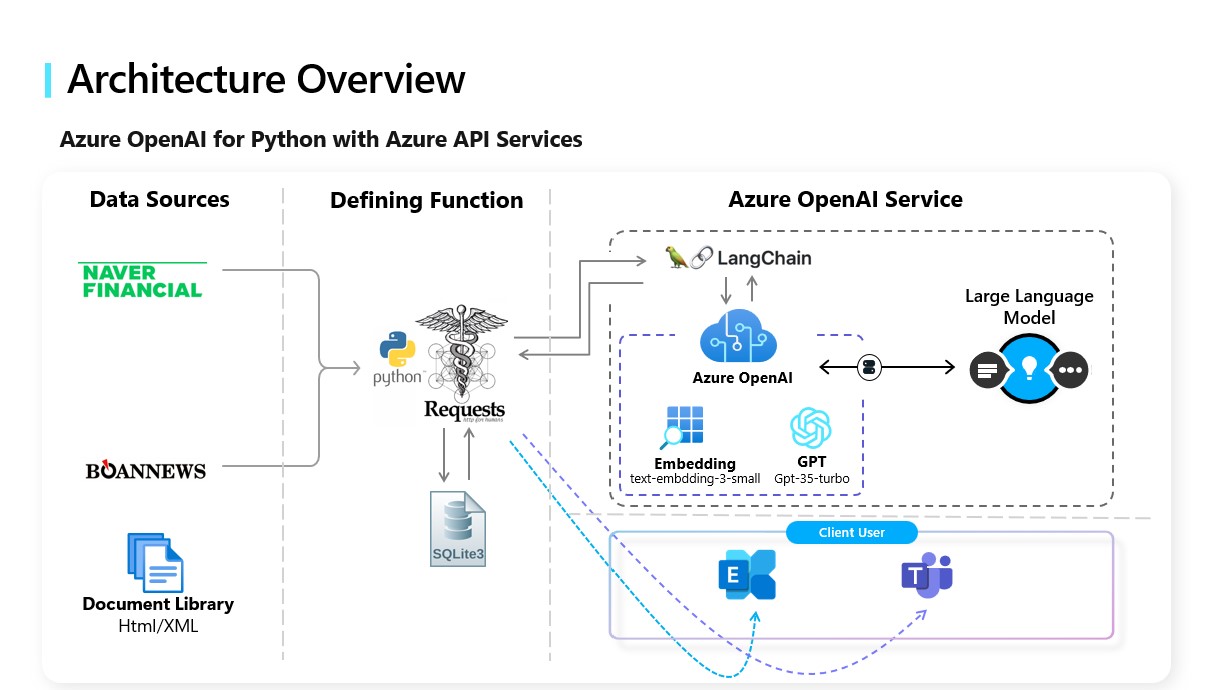 Architecture Overview
Azure OpenAI for Python with Azure API Services
Data Sources
Defining Function
Azure OpenAI Service
NAVER
FINANCIAL
BOANNEWS
Document Library
Html/XML
python
Requests
http for humans
SQLite3
LangChain
Azure OpenAI
Large Language
Model
Embedding
text-embdding-3-small
GPT
Gpt-35-turbo
Client User
E
T